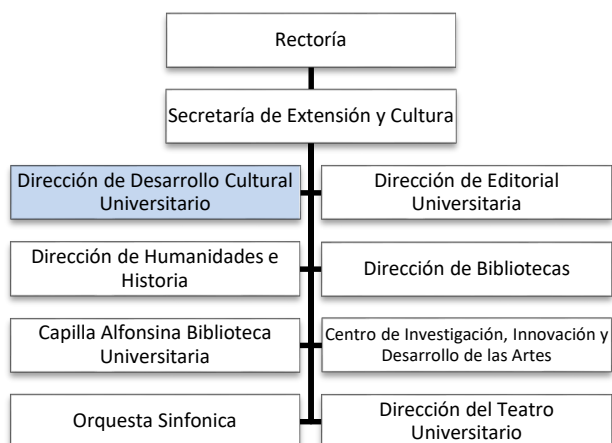 Rectoría
Secretaría de Extensión y Cultura
Dirección de Desarrollo Cultural
Universitario
Dirección de Editorial
Universitaria
Dirección de Humanidades e
Historia
Dirección de Bibliotecas
Capilla Alfonsina Biblioteca
Universitaria
Centro de Investigación, Innovación y
Desarrollo de las Artes
Orquesta Sinfonica
Dirección del Teatro
Universitario